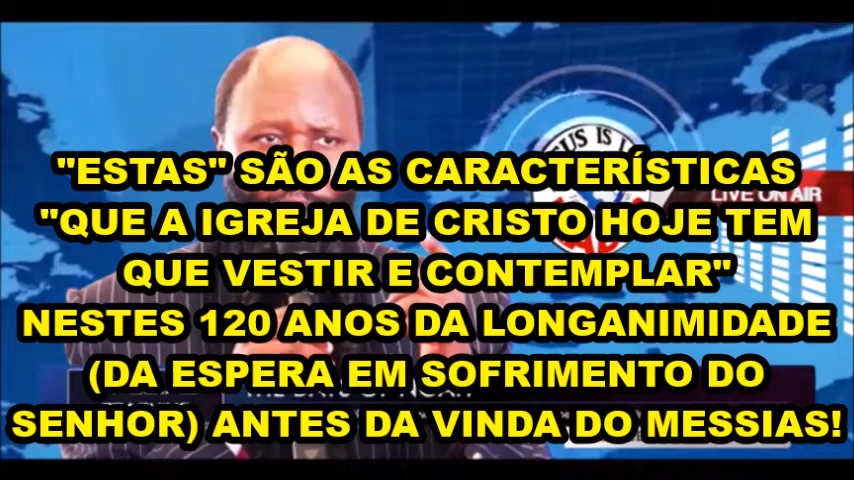 "ESTAS" SÃO AS CARACTERÍSTICAS
"QUE A IGREJA DE CRISTO HOJE TEM
QUE VESTIR E CONTEMPLAR"
NESTES 120 ANOS DA LONGANIMIDADE
(DA ESPERA EM SOFRIMENTO DO
SENHOR) ANTES DA VINDA DO MESSIAS!
IS
LIVE ON AIR